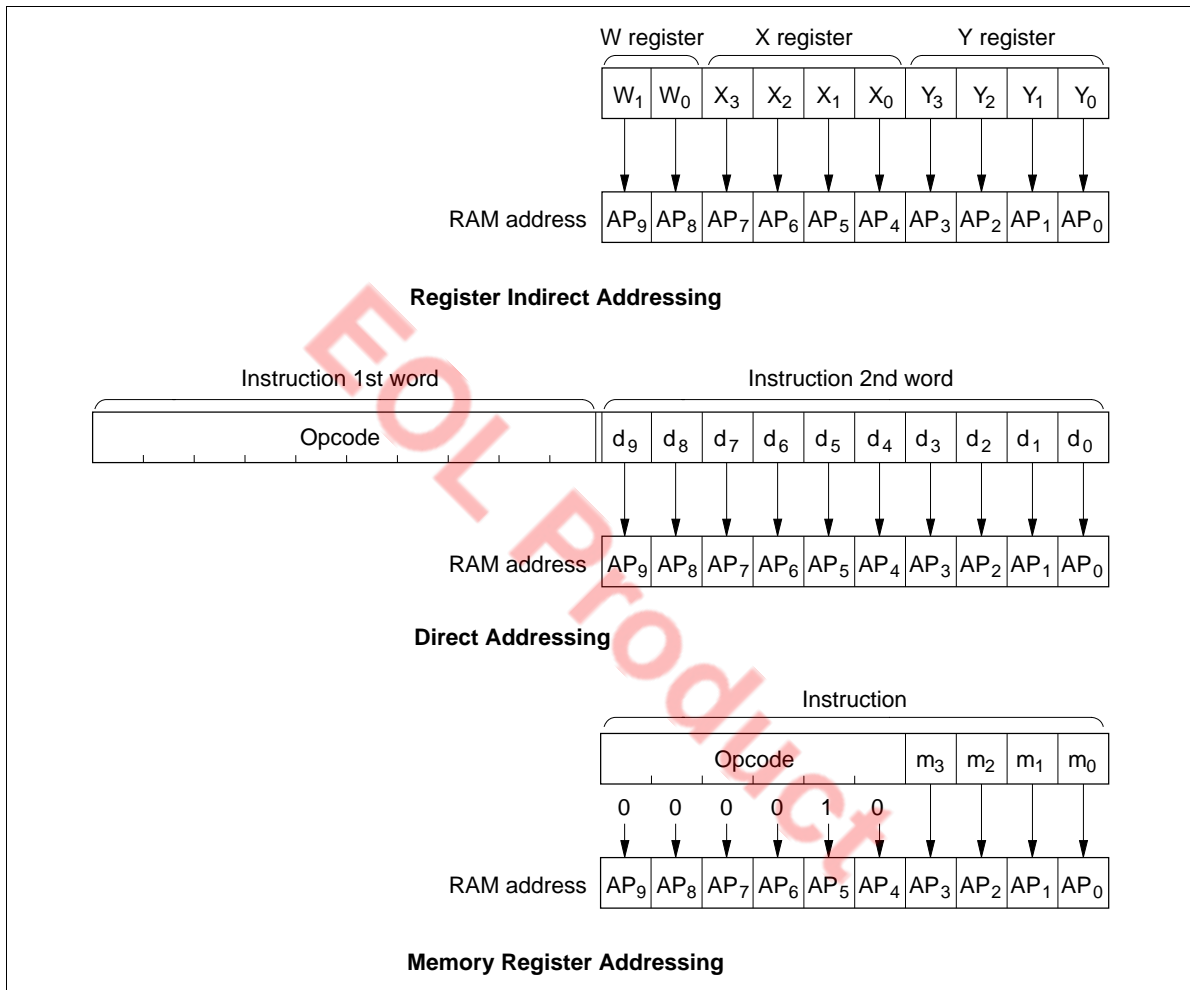 W register X register Y register
W1 W0 X3 X2 X1 X0 Y3 Y2 Y1 Y0
RAM address AP9 AP8 AP7 AP6 AP5 AP4 AP3 AP2 AP1 AP0
Register Indirect Addressing
Instruction 1st word Instruction 2nd word
Opcode d9 d8 d7 d6 d5 d4 d3 d2 d1 d0
RAM address AP9 AP8 AP7 AP6 AP5 AP4 AP3 AP2 AP1 AP0
Direct Addressing
Instruction
Opcode m3 m2 m1 m0
0 0 0 0 1 0
RAM address AP9 AP8 AP7 AP6 AP5 AP4 AP3 AP2 AP1 AP0
Memory Register Addressing
EOL Product